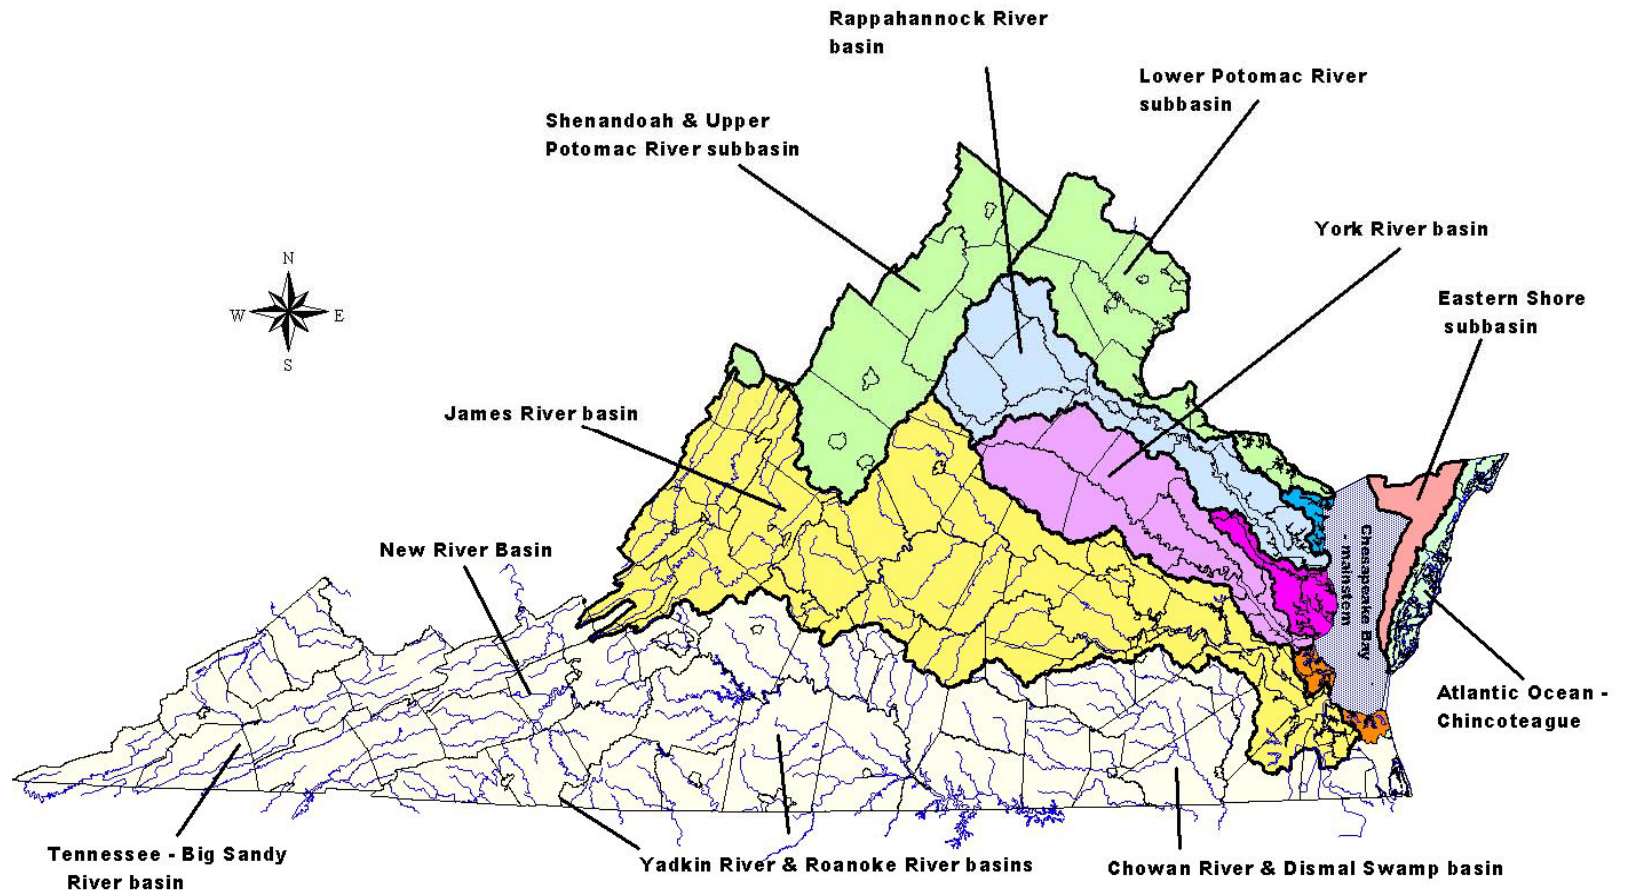 Rappahannock River
basin
Lower Potomac River
subbasin
Shenandoah & Upper
Potomac River subbasin
York River basin
Eastern Shore
subbasin
N
W
E
S
James River basin
New River Basin
Chesapeake Bay
- mainstem
Atlantic Ocean -
Chincoteague
Tennessee - Big Sandy
River basin
Yadkin River & Roanoke River basins
Chowan River & Dismal Swamp basin